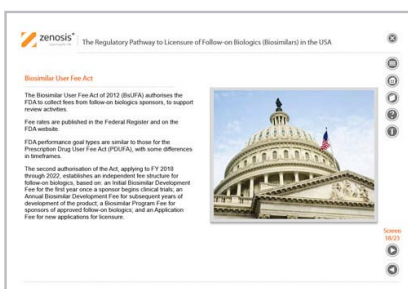 zenosis®
The Regulatory Pathway to Licensure of Follow-on Biologics (Biosimilars) in the USA
Biosimilar User Fee Act
The Biosimilar User Fee Act of 2012 (BsUFA) authorises the
FDA to collect fees from follow-on biologics sponsors, to support
review activities.
Fee rates are published in the Federal Register and on the
FDA website.
FDA performance goal types are similar to those for the
Prescription Drug User Fee Act (PDUFA), with some differences
in timeframes.
The second authorisation of the Act, applying to FY 2018
through 2022, establishes an independent fee structure for
follow-on biologics, based on: an Initial Biosimilar Development
Fee for the first year once a sponsor begins clinical trials; an
Annual Biosimilar Development Fee for subsequent years of
development of the product; a Biosimilar Program Fee for
sponsors of approved follow-on biologics; and an Application
Fee for new applications for licensure.
Screen
18/23